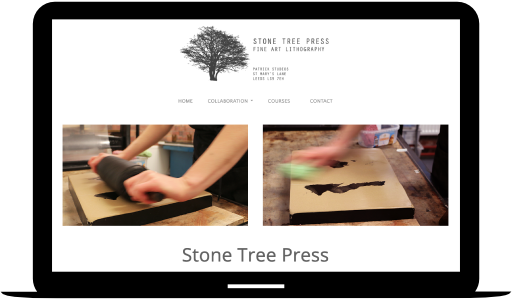 STONE TREE PRESS
FINE ART LITHOGRAPHY
PATRICK STUDIOS
ST MARY'S LANE
LEEDS LS9 7EH
HOME COLLABORATION COURSES CONTACT
Stone Tree Press